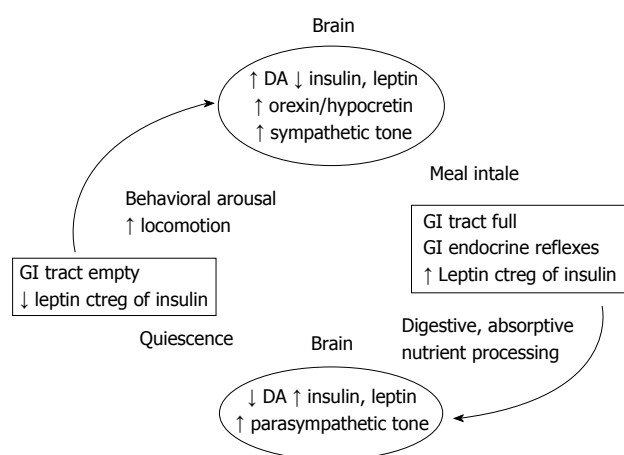 Brain
↑ DA ↓ insulin, leptin
↑ orexin/hypocretin
↑ sympathetic tone
Meal intale
Behavioral arousal
↑ locomotion
GI tract full
GI endocrine reflexes
↑ Leptin ctreg of insulin
GI tract empty
↓ leptin ctreg of insulin
Quiescence
Brain
Digestive, absorptive
nutrient processing
↓ DA ↑ insulin, leptin
↑ parasympathetic tone